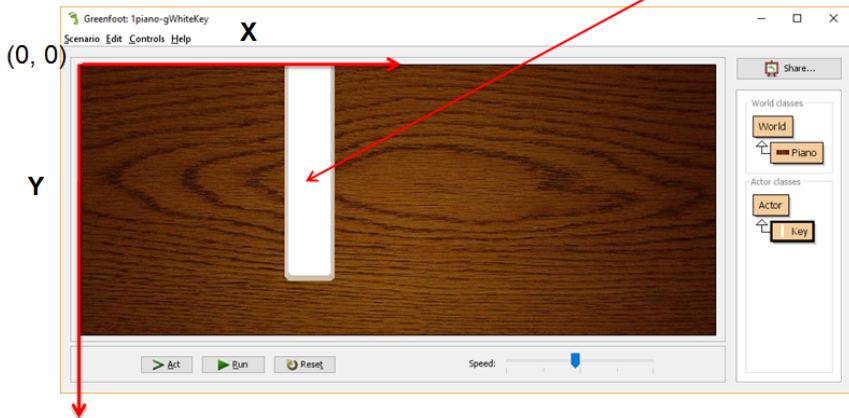 Greenfoot: 1piano-gWhiteKey
Scenario Edit Controls Help
X
(0, 0)
Share...
World classes
World
Piano
Y
Actor classes
Actor
Key
Act
Run
Reset
Speed: